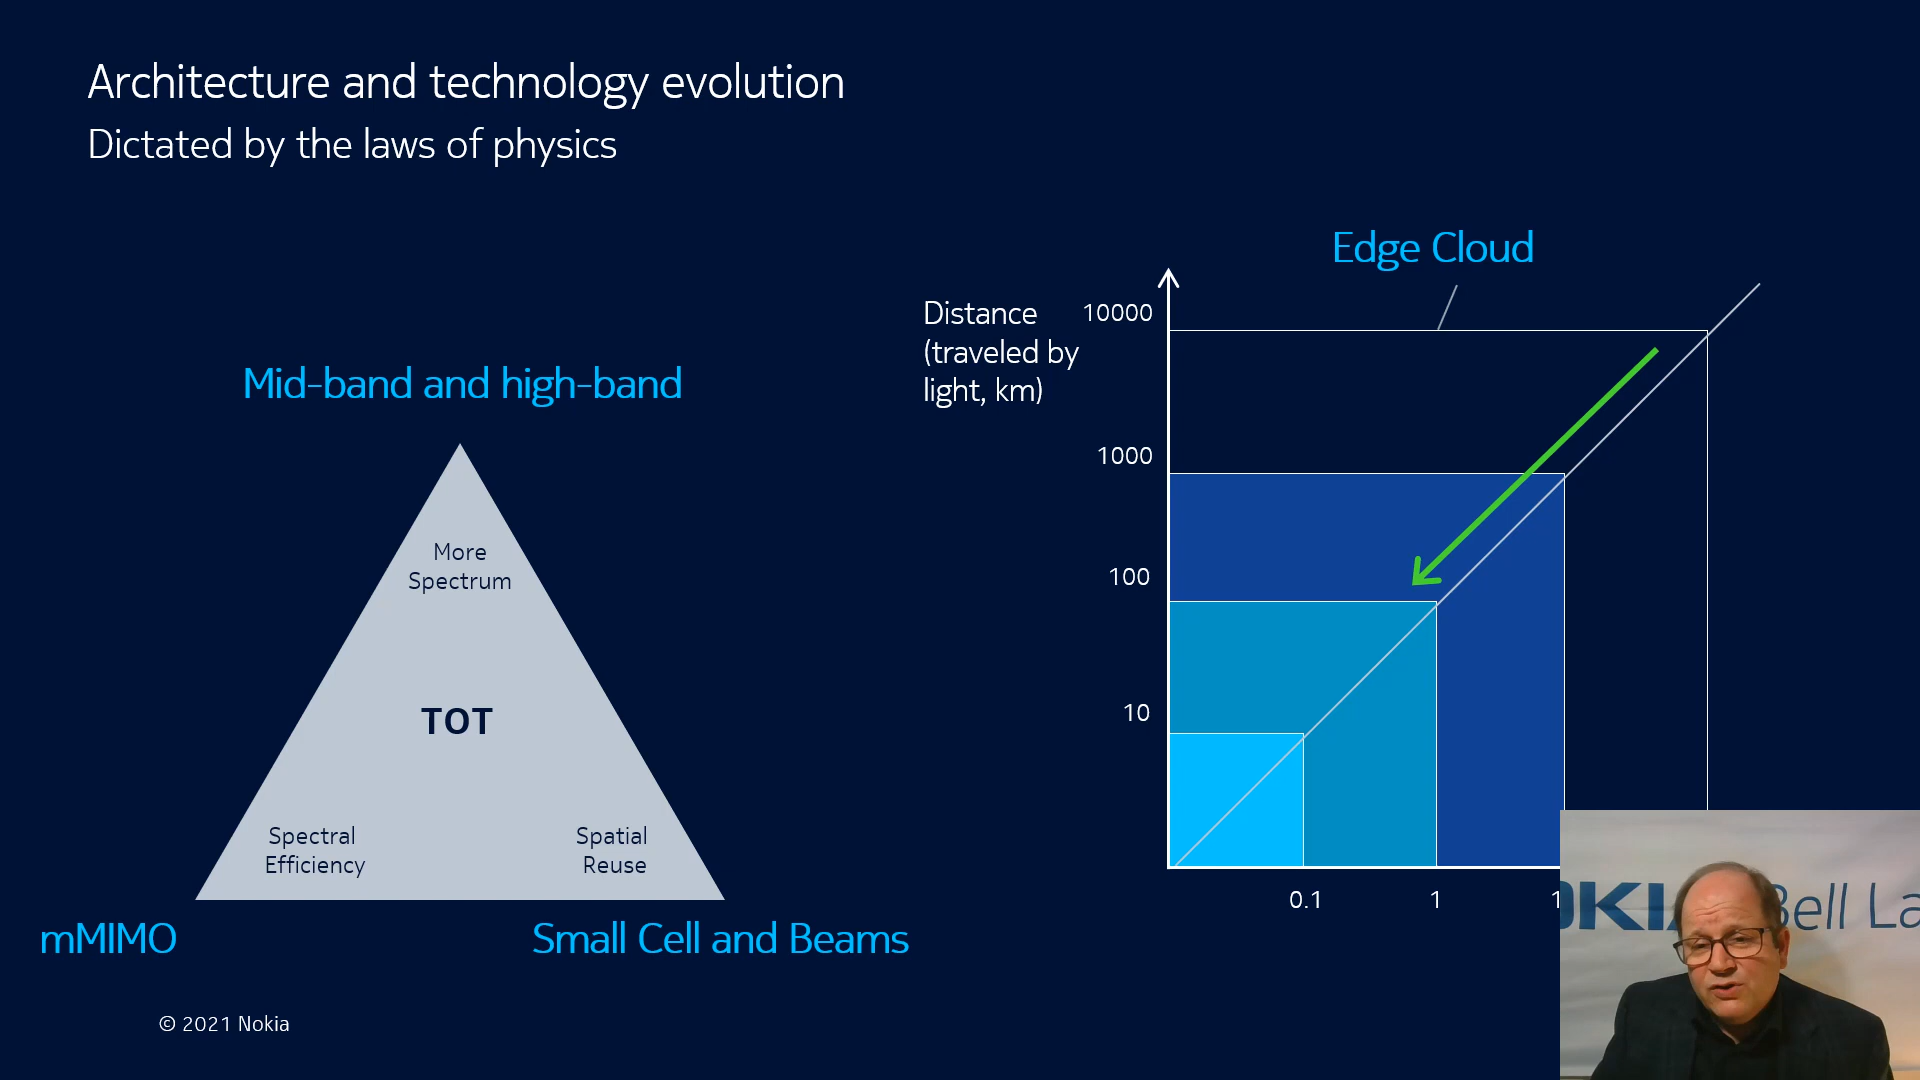 Architecture and technology evolution
Dictated by the laws of physics
Mid-band and high-band
More
Spectrum
TOT
Spectral
Efficiency
Spatial
Reuse
mMIMO
Small Cell and Beams
Edge Cloud
Distance
(traveled by
light, km)
10000
1000
100
10
0.1
1
© 2021 Nokia
Bell